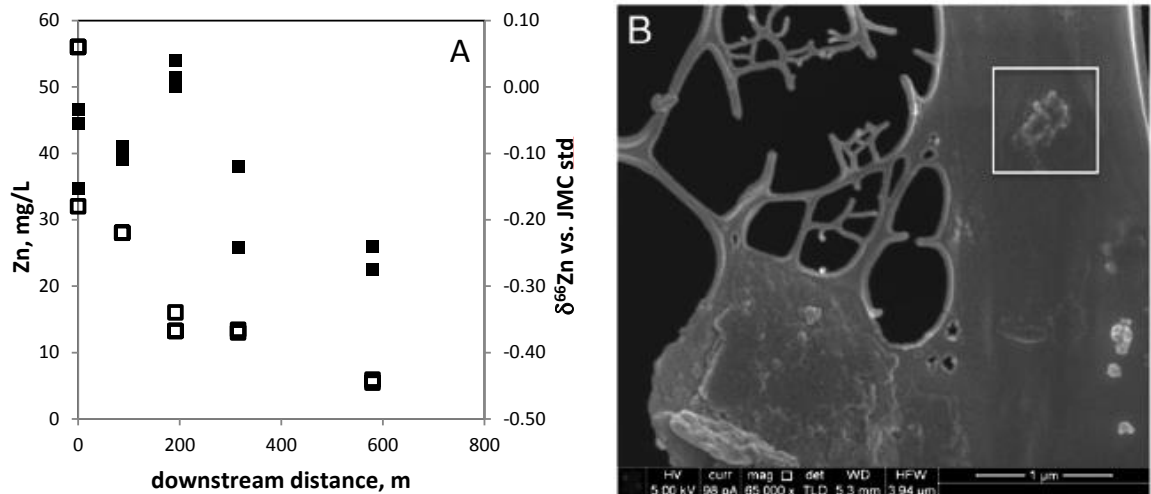 A
B
60
50
40
30
20
10
0
Zn, mg/L
0.10
0.00
-0.10
-0.20
-0.30
-0.40
-0.50
δ⁶⁶Zn vs. JMC std
0 200 400 600 800
downstream distance, m
HV curr mag □ det WD HFW
5.00 kV 98 pA 65 000 x TLD 5.3 mm 3.94 µm
1 µm